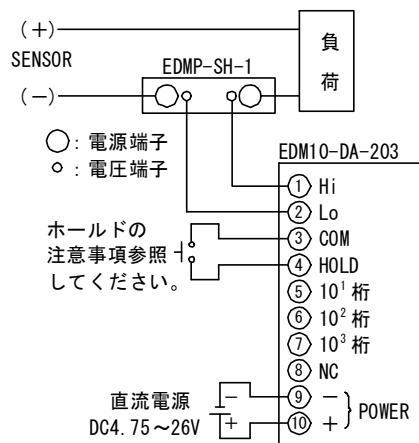 (+)
SENSOR
(−)
EDMP-SH-1
負
荷
◯: 電源端子
○: 電圧端子
EDM10-DA-203
① Hi
② Lo
③ COM
④ HOLD
⑤ 10¹ 桁
⑥ 10² 桁
⑦ 10³ 桁
⑧ NC
⑨ −
⑩ +
POWER
ホールドの
注意事項参照
してください。
直流電源
DC4.75～26V
−
+